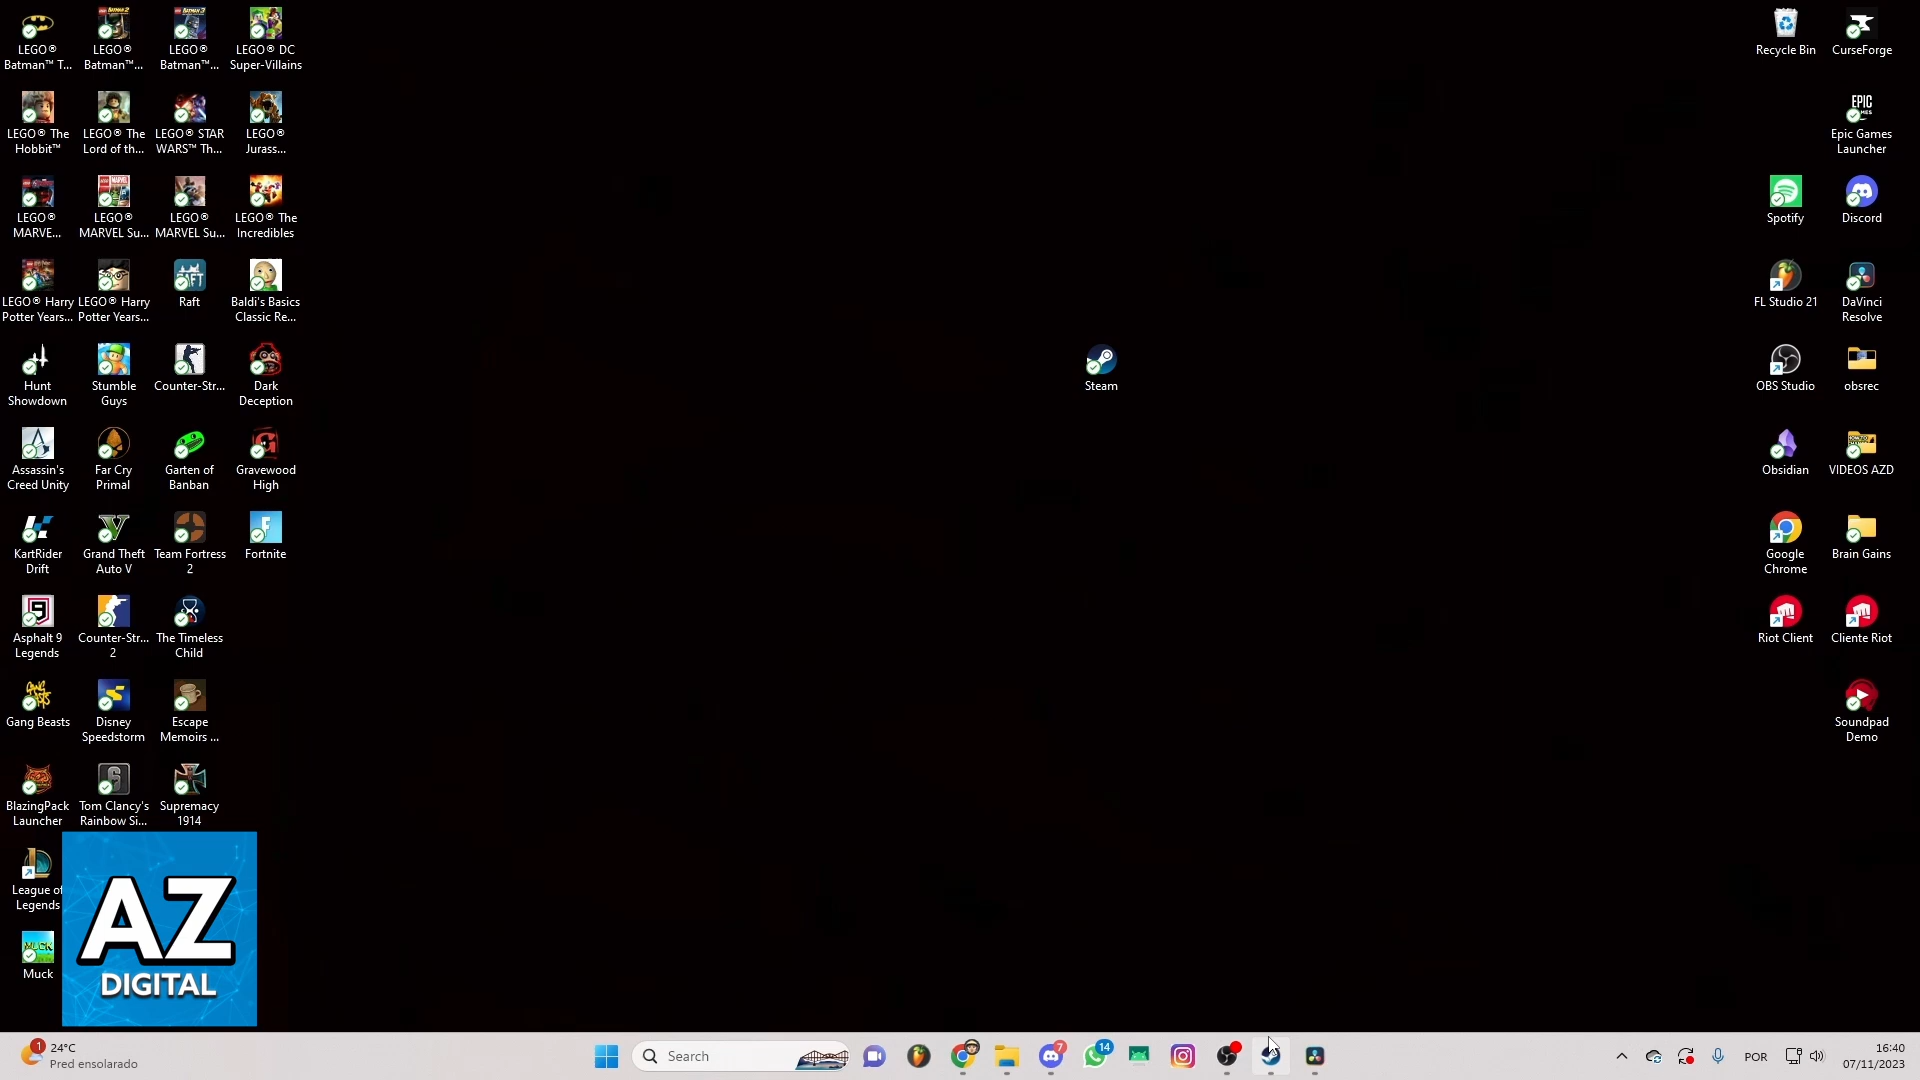 LEGO®
Batman™ T...
LEGO®
Batman™...
LEGO®
Batman™...
LEGO® DC
Super-Villains
LEGO® The
Hobbit™
LEGO® The
Lord of th...
LEGO® STAR
WARS™ Th...
LEGO®
Jurass...
LEGO®
MARVE...
LEGO®
MARVEL Su...
LEGO®
MARVEL Su...
LEGO® The
Incredibles
LEGO® Harry
Potter Years...
LEGO® Harry
Potter Years...
Raft
Baldi's Basics
Classic Re...
Hunt
Showdown
Stumble
Guys
Counter-Str...
Dark
Deception
Assassin's
Creed Unity
Far Cry
Primal
Garten of
Banban
Gravewood
High
KartRider
Drift
Grand Theft
Auto V
Team Fortress
2
Fortnite
Asphalt 9
Legends
Counter-Str...
2
The Timeless
Child
Gang Beasts
Disney
Speedstorm
Escape
Memoirs ...
BlazingPack
Launcher
Tom Clancy's
Rainbow Si...
Supremacy
1914
League of
Legends
Muck
AZ
DIGITAL
Steam
Recycle Bin
CurseForge
EPIC
Epic Games
Launcher
Spotify
Discord
FL Studio 21
DaVinci
Resolve
OBS Studio
obsrec
Obsidian
VIDEOS AZD
Google
Chrome
Brain Gains
Riot Client
Cliente Riot
Soundpad
Demo
1
24°C
Pred ensolarado
Search
7
14
POR
16:40
07/11/2023